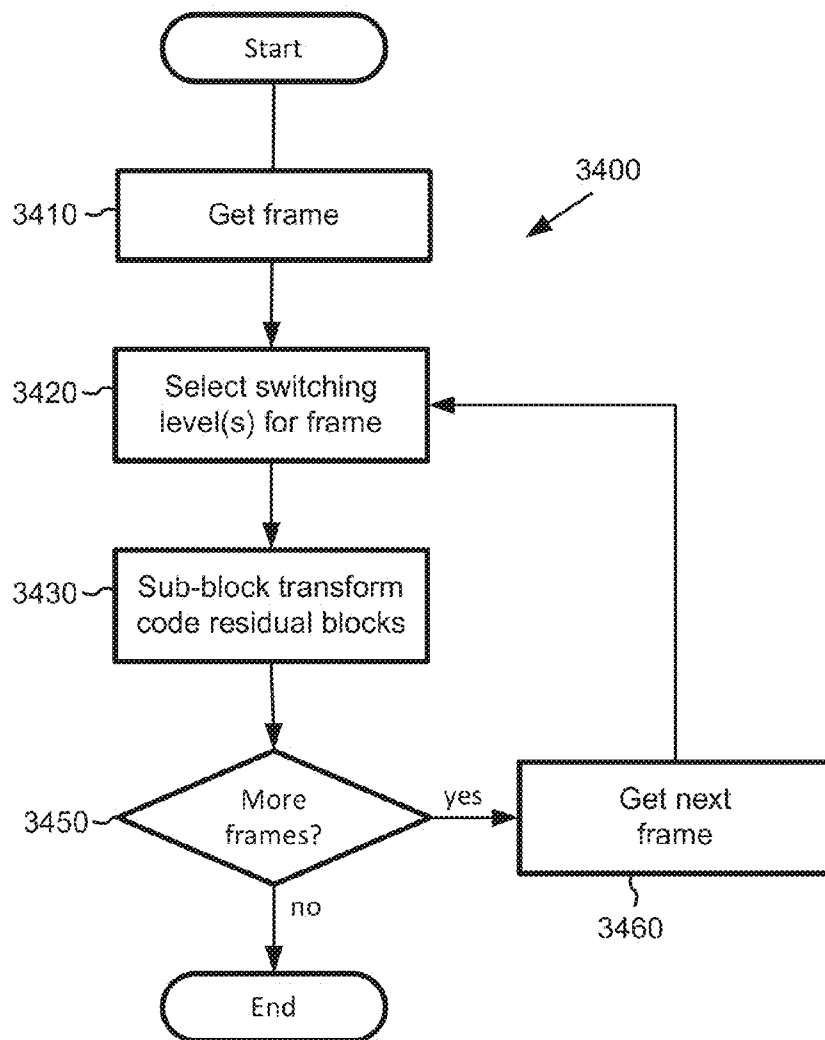 Start
3400
3410
Get frame
3420
Select switching
level(s) for frame
3430
Sub-block transform
code residual blocks
3450
More
frames?
yes
Get next
frame
3460
no
End